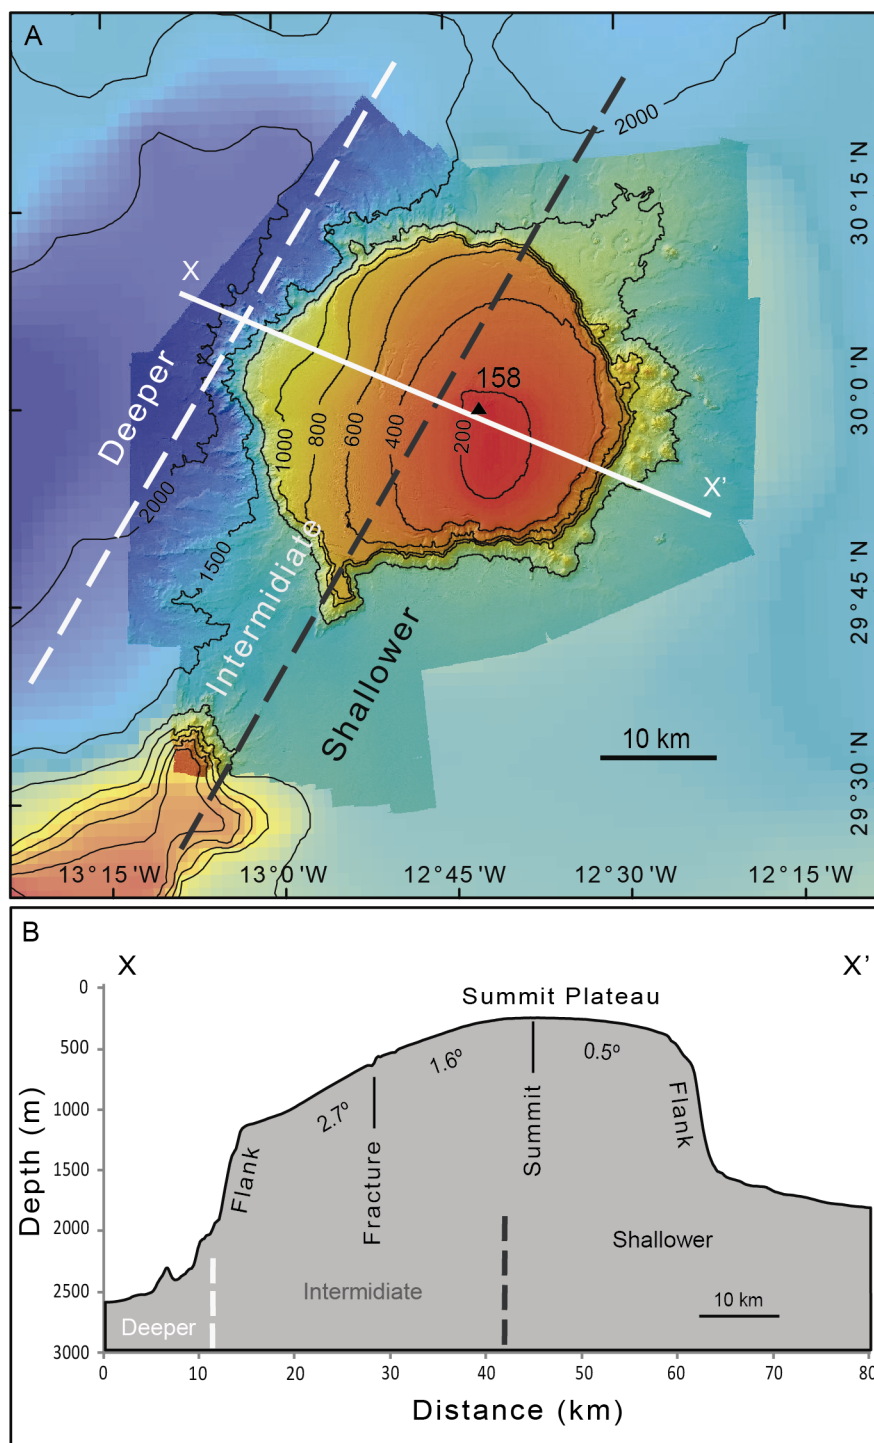 A
2000
30°15'N
X
Deeper
158
30°0'N
1000
800
600
400
200
X'
2000
1500
Intermidiate
Shallower
29°45'N
10 km
29°30'N
13°15'W
13°0'W
12°45'W
12°30'W
12°15'W
B
X
X'
Summit Plateau
0
500
1000
1500
2000
2500
3000
Depth (m)
Flank
2.7º
Fracture
1.6º
Summit
0.5º
Flank
Shallower
Intermidiate
Deeper
10 km
0
10
20
30
40
50
60
70
80
Distance (km)